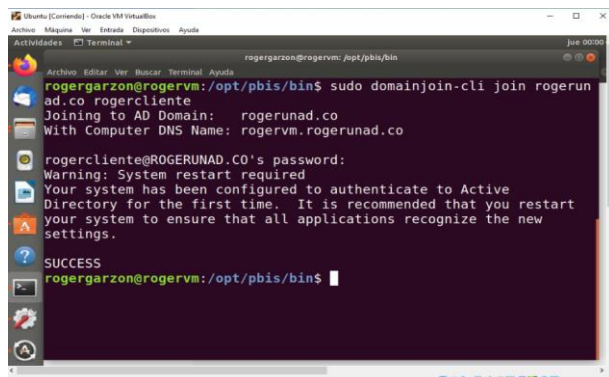 Ubuntu [Corriendo] - Oracle VM VirtualBox
Archivo Máquina Ver Entrada Dispositivos Ayuda
Actividades Terminal jue 00:00
rogergarzon@rogervm: /opt/pbis/bin
Archivo Editar Ver Buscar Terminal Ayuda
rogergarzon@rogervm:/opt/pbis/bin$ sudo domainjoin-cli join rogerun
ad.co rogercliente
Joining to AD Domain:   rogerunad.co
With Computer DNS Name: rogervm.rogerunad.co
rogercliente@ROGERUNAD.CO's password:
Warning: System restart required
Your system has been configured to authenticate to Active
Directory for the first time.  It is recommended that you restart
your system to ensure that all applications recognize the new
settings.
SUCCESS
rogergarzon@rogervm:/opt/pbis/bin$